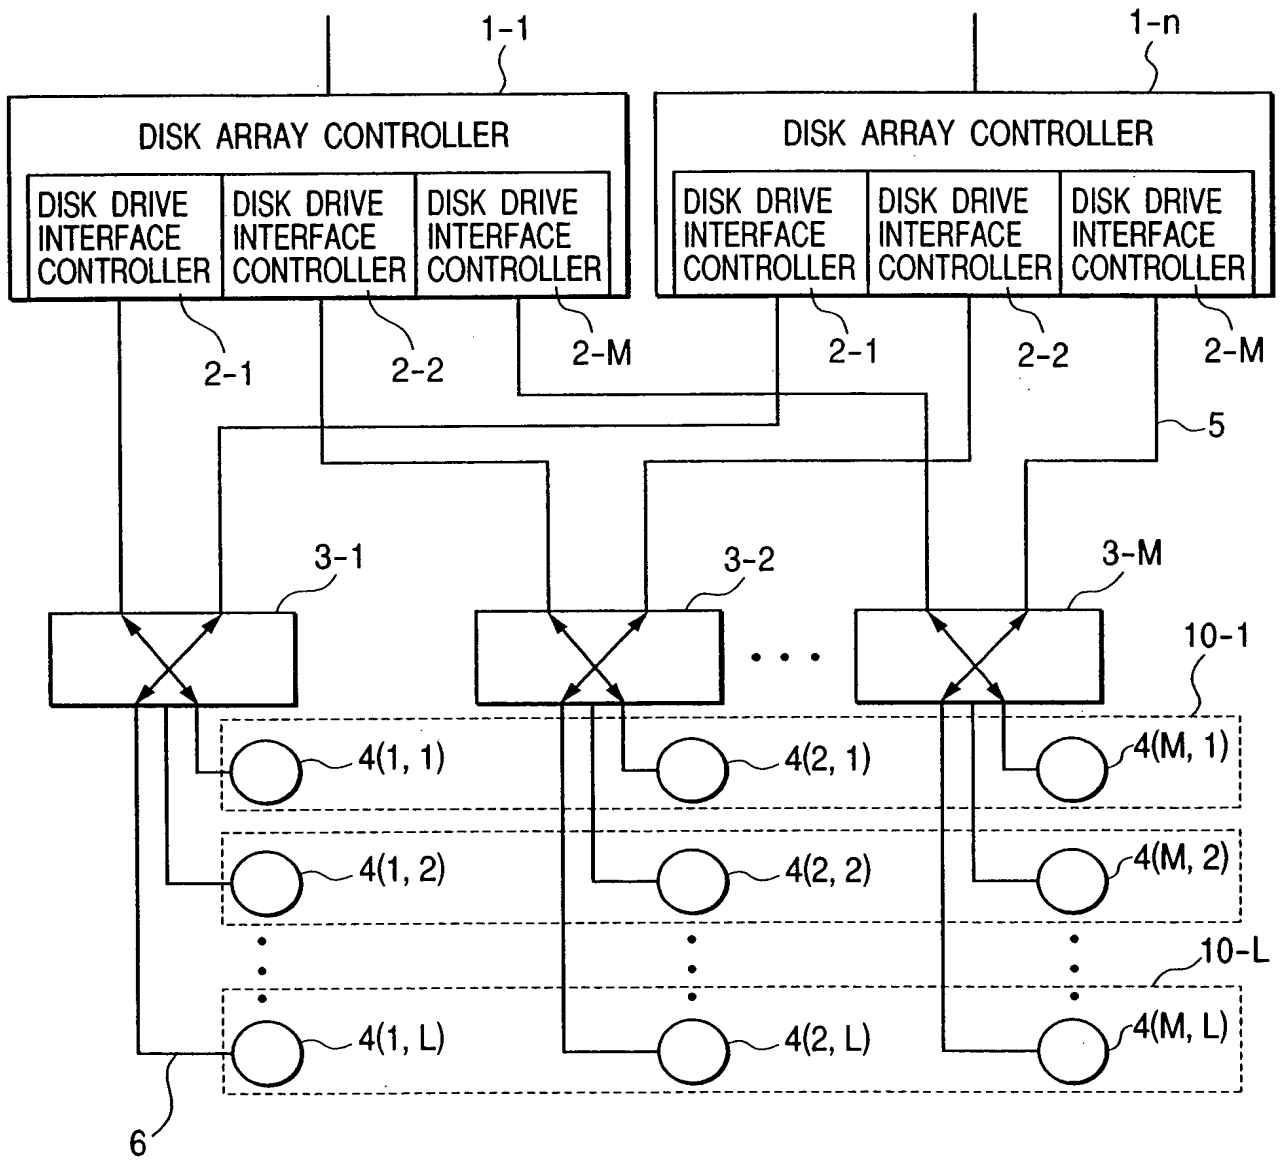 1-1
1-n
DISK ARRAY CONTROLLER
DISK ARRAY CONTROLLER
DISK DRIVE
INTERFACE
CONTROLLER
DISK DRIVE
INTERFACE
CONTROLLER
DISK DRIVE
INTERFACE
CONTROLLER
DISK DRIVE
INTERFACE
CONTROLLER
DISK DRIVE
INTERFACE
CONTROLLER
DISK DRIVE
INTERFACE
CONTROLLER
2-1
2-2
2-M
2-1
2-2
2-M
5
3-1
3-2
3-M
10-1
4(1, 1)
4(2, 1)
4(M, 1)
4(1, 2)
4(2, 2)
4(M, 2)
10-L
4(1, L)
4(2, L)
4(M, L)
6